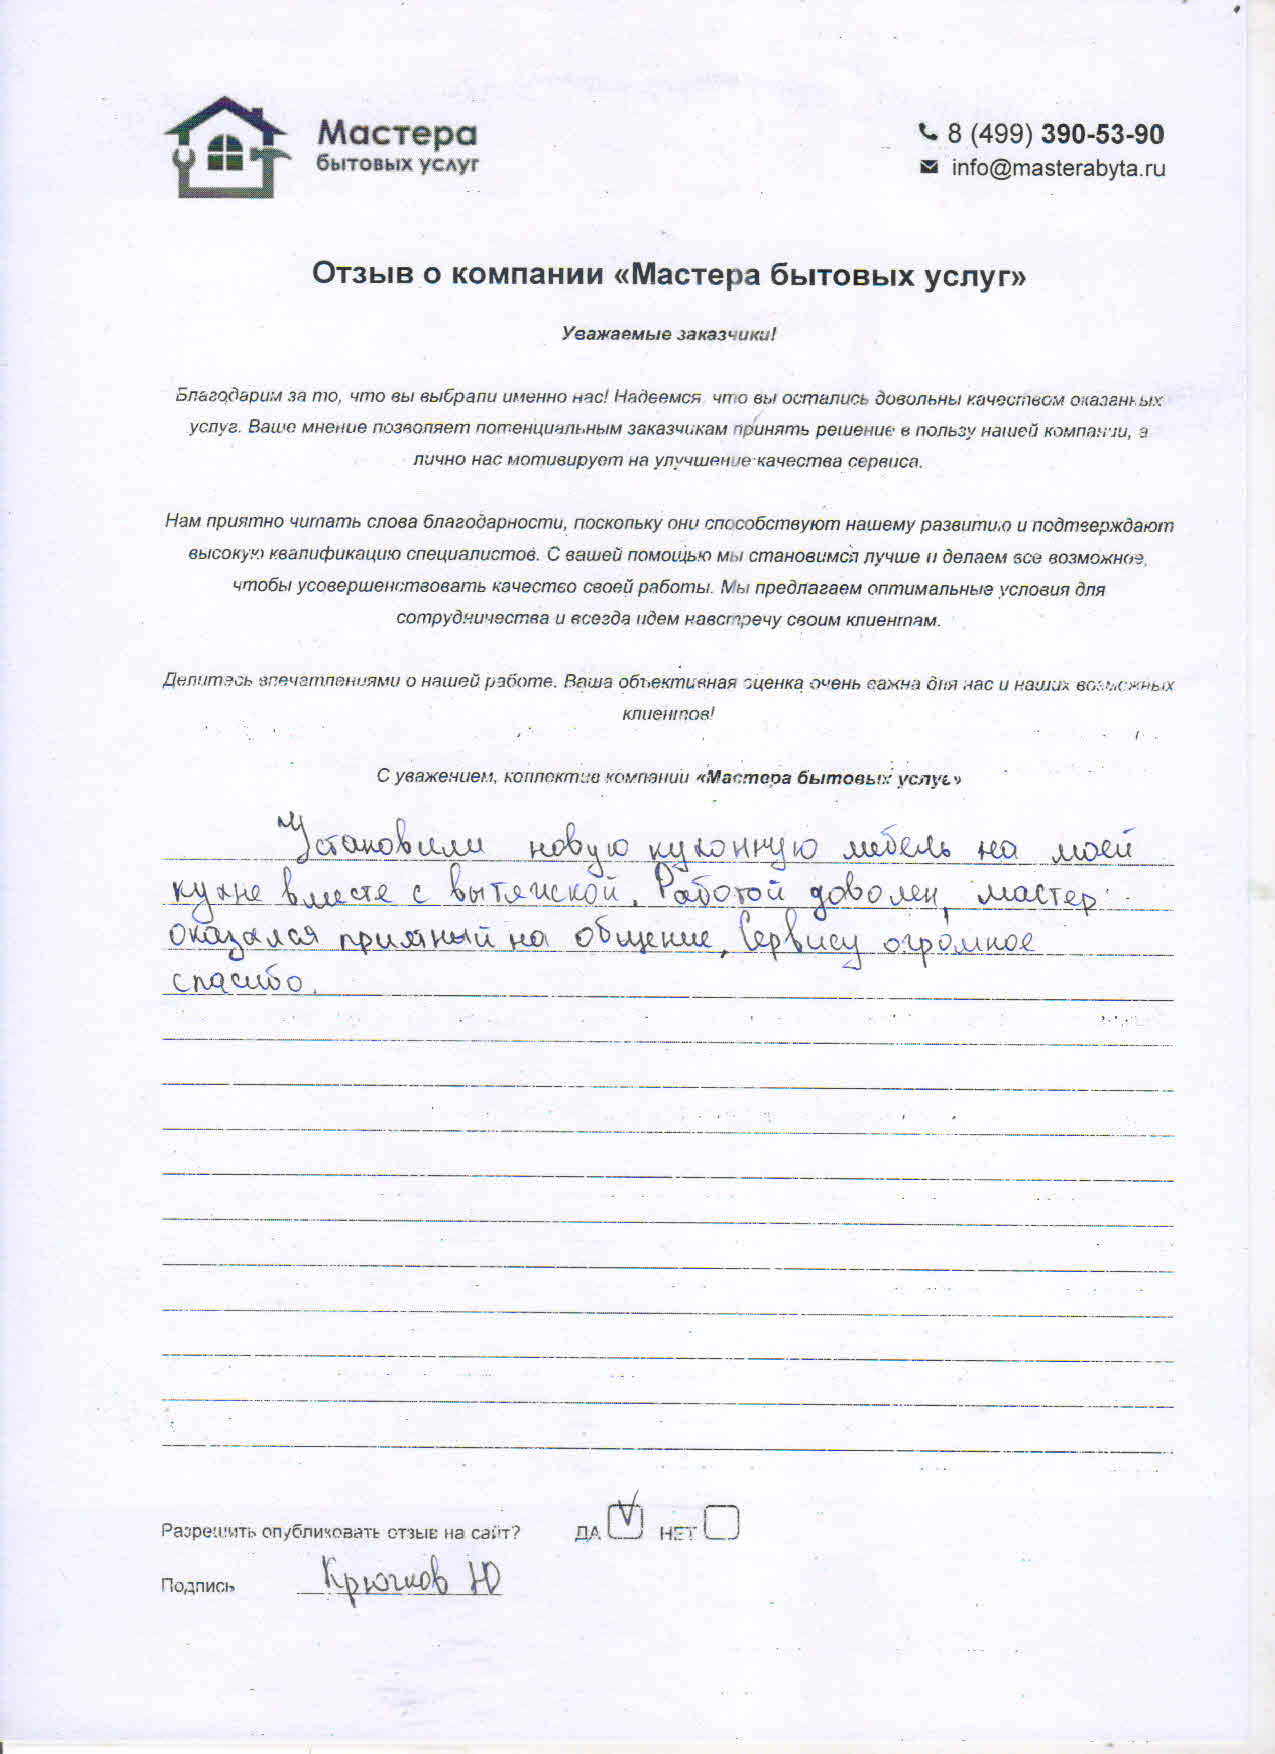 Мастера
бытовых услуг
8 (499) 390-53-90
info@masterabyta.ru
Отзыв о компании «Мастера бытовых услуг»
Уважаемые заказчики!
Благодарим за то, что вы выбрали именно нас! Надеемся, что вы остались довольны качеством оказанных
услуг. Ваше мнение позволяет потенциальным заказчикам принять решение в пользу нашей компании, а
лично нас мотивирует на улучшение качества сервиса.
Нам приятно читать слова благодарности, поскольку они способствуют нашему развитию и подтверждают
высокую квалификацию специалистов. С вашей помощью мы становимся лучше и делаем все возможное,
чтобы усовершенствовать качество своей работы. Мы предлагаем оптимальные условия для
сотрудничества и всегда идем навстречу своим клиентам.
Делитесь впечатлениями о нашей работе. Ваша объективная оценка очень важна для нас и наших возможных
клиентов!
С уважением, коллектив компании «Мастера бытовых услуг»
Установили новую кухонную мебель на моей
кухне вместе с вытяжкой. Работой доволен, мастер
оказался приятный на общение, Сервису огромное
спасибо.
Разрешить опубликовать отзыв на сайт? ДА НЕТ
Подпись Крючков Ю